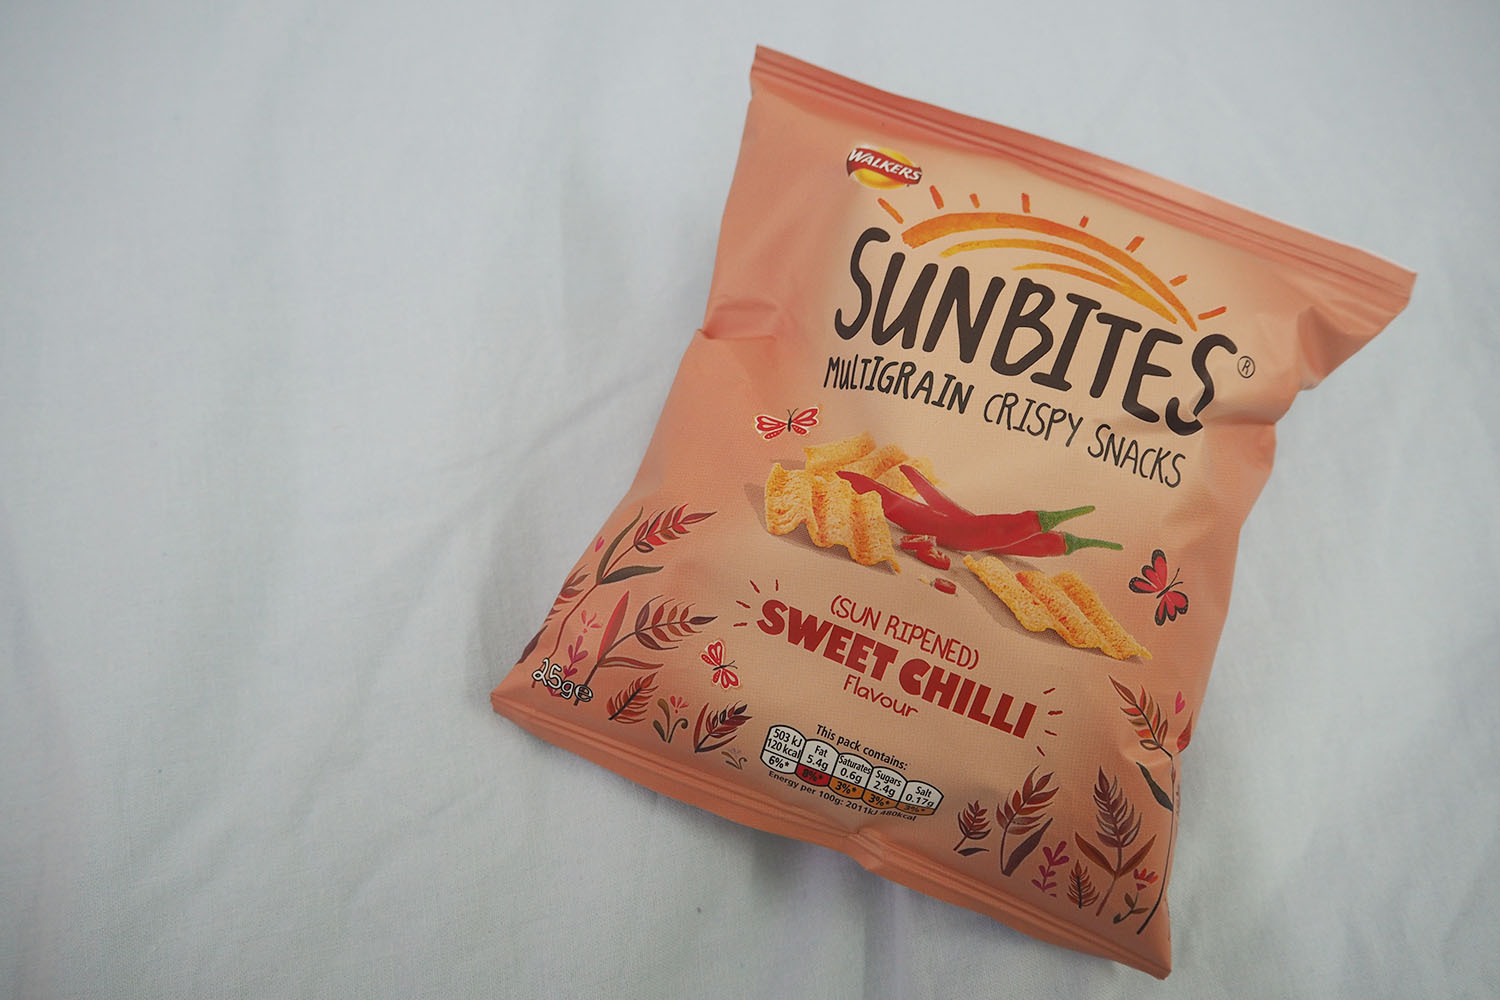 WALKERS
SUNBITES®
MULTIGRAIN CRISPY SNACKS
(SUN RIPENED)
SWEET CHILLI
Flavour
25g℮
This pack contains:
503 kJ
120 kcal
6%*
Fat
5.4g
8%*
Saturates
0.6g
3%*
Sugars
2.4g
3%*
Salt
0.17g
3%*
Energy per 100g: 2011kJ 480kcal